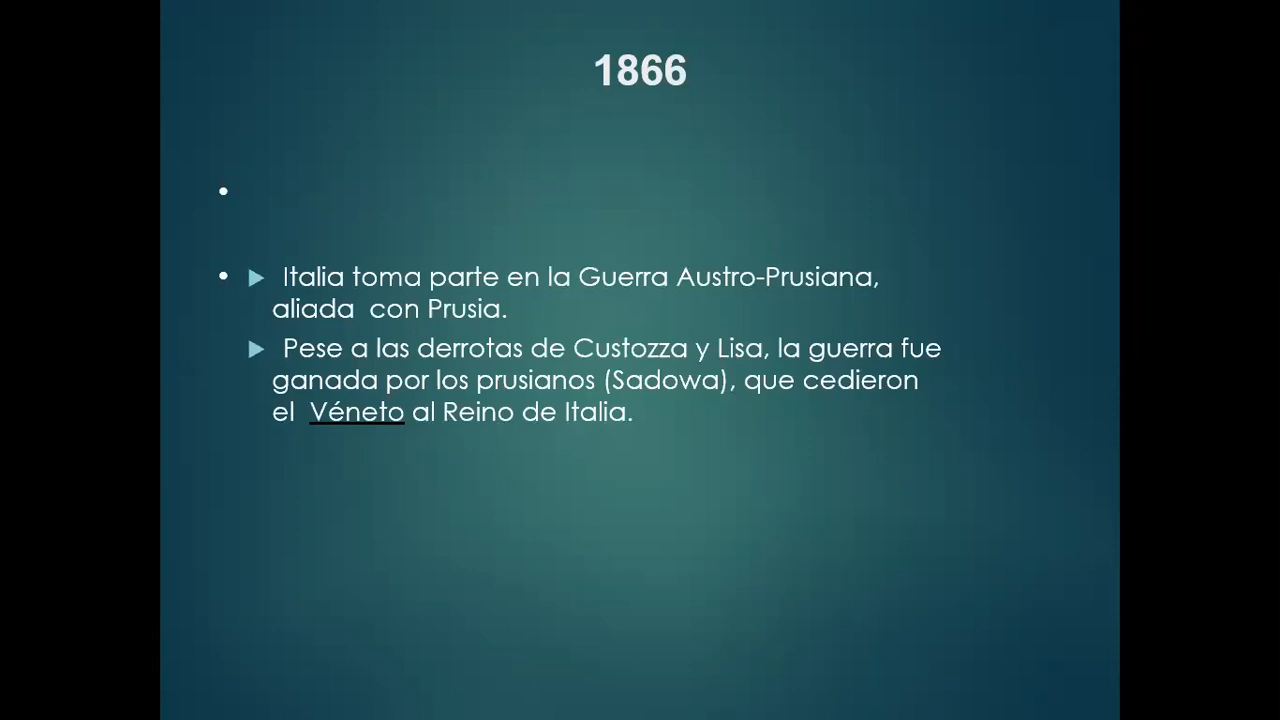 1866
Italia toma parte en la Guerra Austro-Prusiana,
aliada con Prusia.
Pese a las derrotas de Custozza y Lisa, la guerra fue
ganada por los prusianos (Sadowa), que cedieron
el Véneto al Reino de Italia.